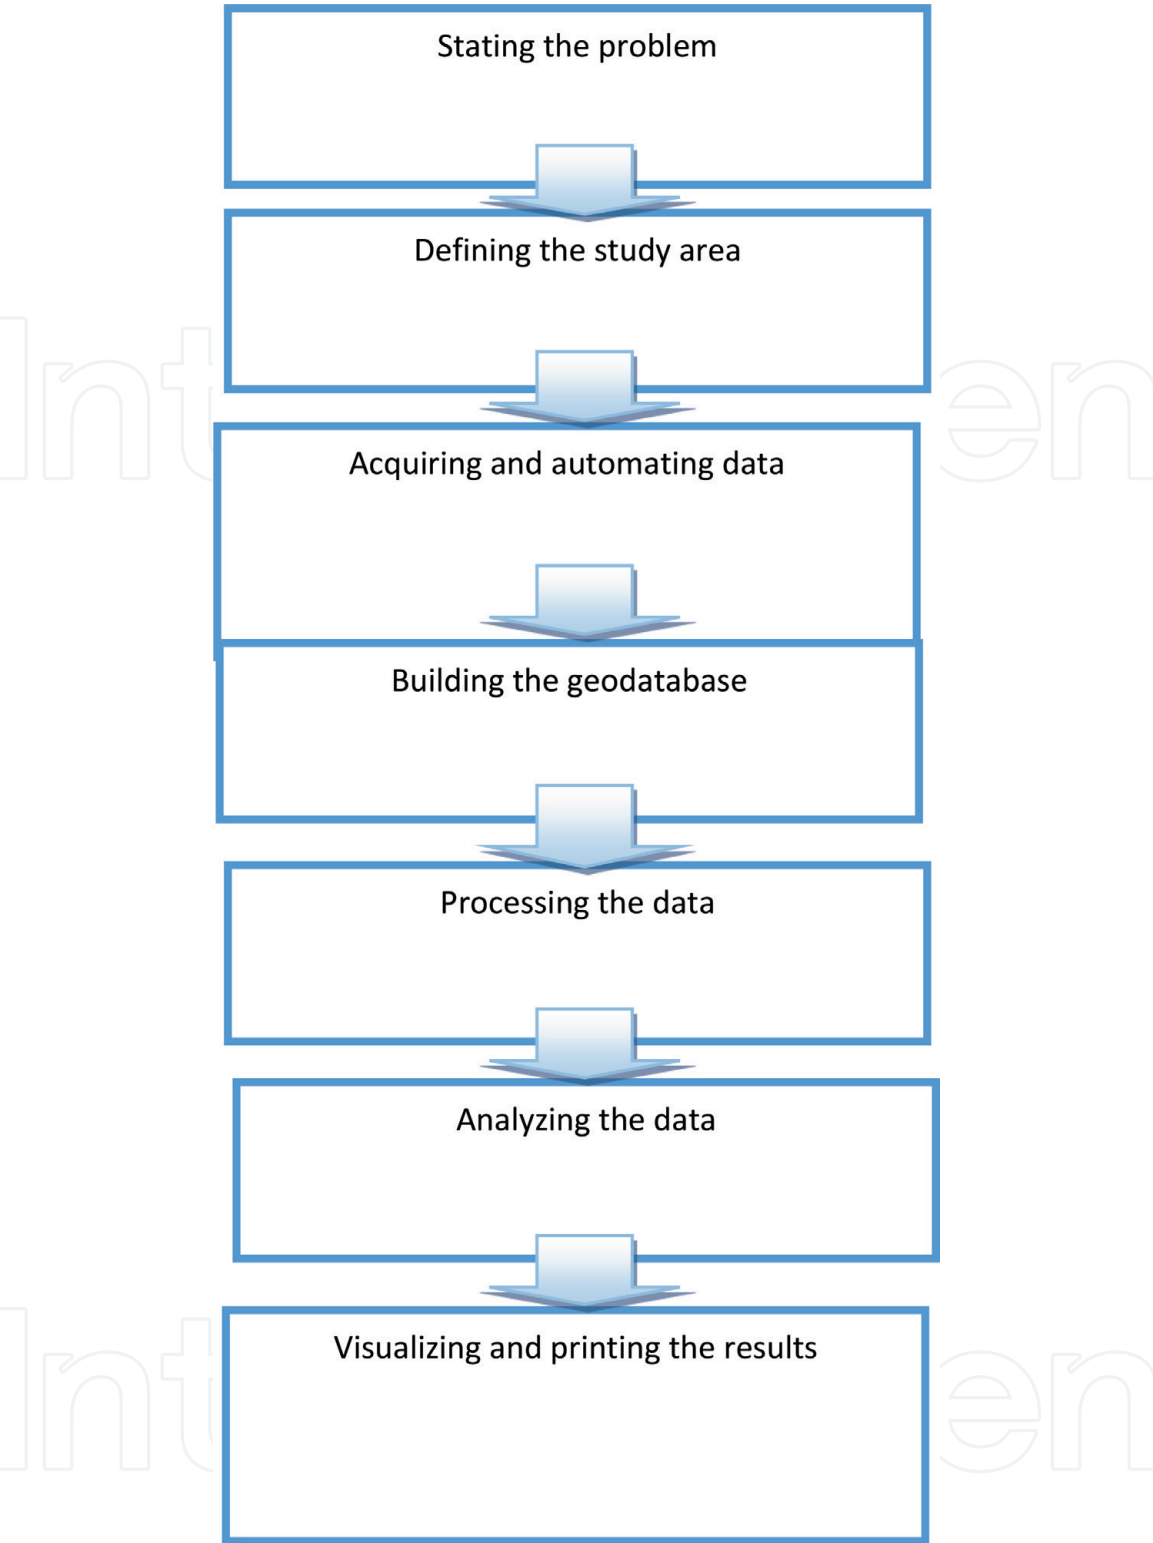 Stating the problem
Defining the study area
Acquiring and automating data
Building the geodatabase
Processing the data
Analyzing the data
Visualizing and printing the results